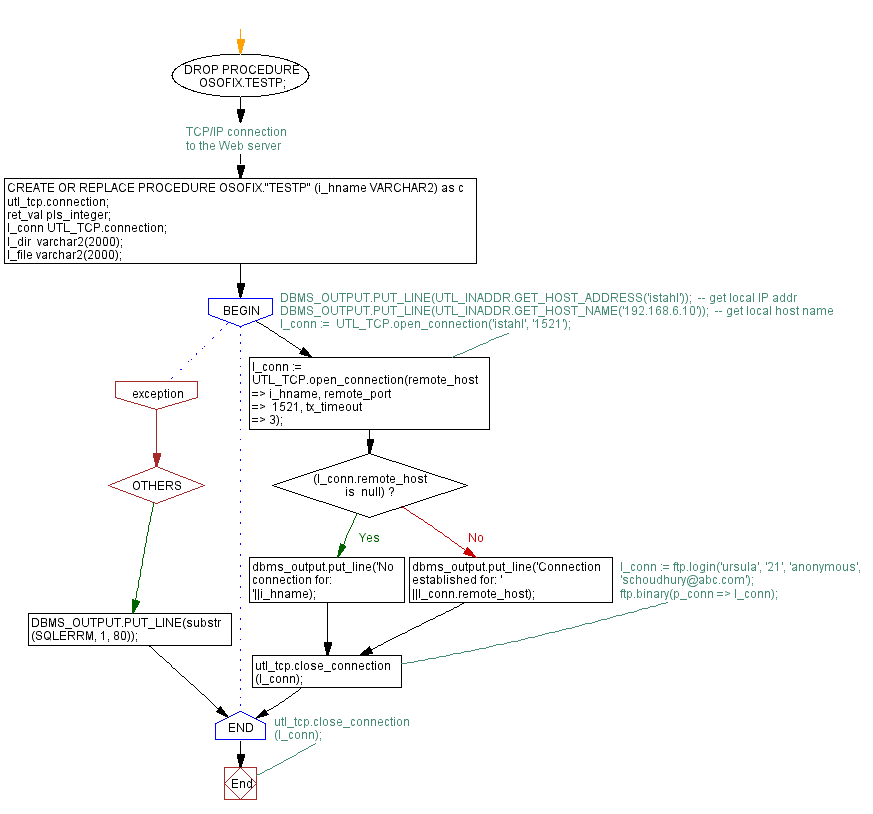 DROP PROCEDURE
OSOFIX.TESTP;
TCP/IP connection
to the Web server
CREATE OR REPLACE PROCEDURE OSOFIX."TESTP" (i_hname VARCHAR2) as c
utl_tcp.connection;
ret_val pls_integer;
l_conn UTL_TCP.connection;
l_dir varchar2(2000);
l_file varchar2(2000);
BEGIN
DBMS_OUTPUT.PUT_LINE(UTL_INADDR.GET_HOST_ADDRESS('istahl')); -- get local IP addr
DBMS_OUTPUT.PUT_LINE(UTL_INADDR.GET_HOST_NAME('192.168.6.10')); -- get local host name
l_conn := UTL_TCP.open_connection('istahl', '1521');
l_conn :=
UTL_TCP.open_connection(remote_host
=> i_hname, remote_port
=> 1521, tx_timeout
=> 3);
exception
OTHERS
(l_conn.remote_host
is null) ?
Yes
No
dbms_output.put_line('No
connection for:
'||i_hname);
dbms_output.put_line('Connection
established for: '
||l_conn.remote_host);
l_conn := ftp.login('ursula', '21', 'anonymous',
'schoudhury@abc.com');
ftp.binary(p_conn => l_conn);
DBMS_OUTPUT.PUT_LINE(substr
(SQLERRM, 1, 80));
utl_tcp.close_connection
(l_conn);
END
utl_tcp.close_connection
(l_conn);
End